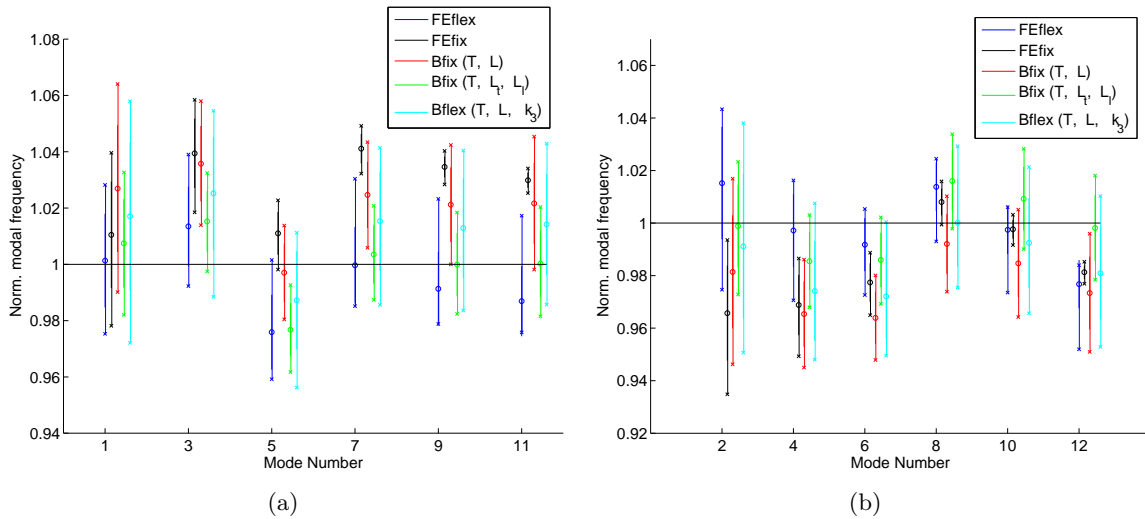 FEflex
FEfix
Bfix (T, L)
Bfix (T, L_t, L_l)
Bflex (T, L, k_3)
1.08
1.06
1.04
1.02
1
0.98
0.96
0.94
Norm. modal frequency
1 3 5 7 9 11
Mode Number
(a)
FEflex
FEfix
Bfix (T, L)
Bfix (T, L_t, L_l)
Bflex (T, L, k_3)
1.06
1.04
1.02
1
0.98
0.96
0.94
0.92
Norm. modal frequency
2 4 6 8 10 12
Mode Number
(b)